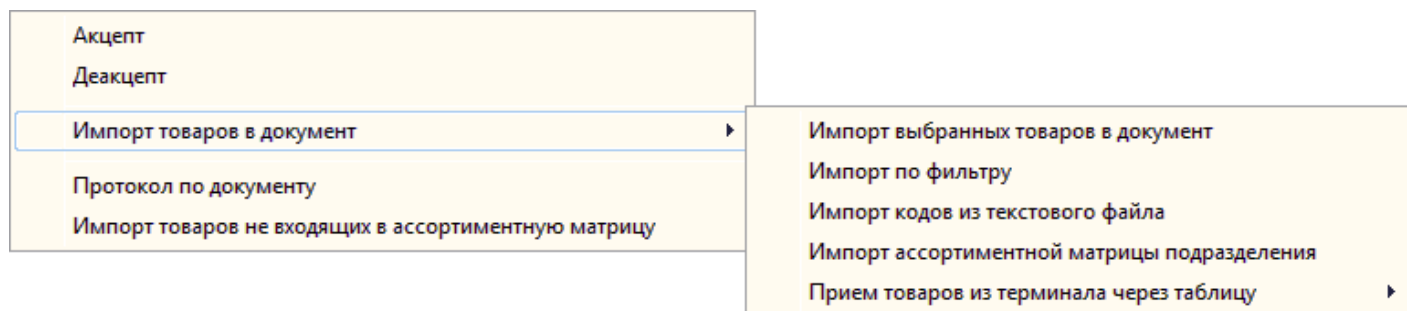 Акцепт
Деакцепт
Импорт товаров в документ
Протокол по документу
Импорт товаров не входящих в ассортиментную матрицу
Импорт выбранных товаров в документ
Импорт по фильтру
Импорт кодов из текстового файла
Импорт ассортиментной матрицы подразделения
Прием товаров из терминала через таблицу